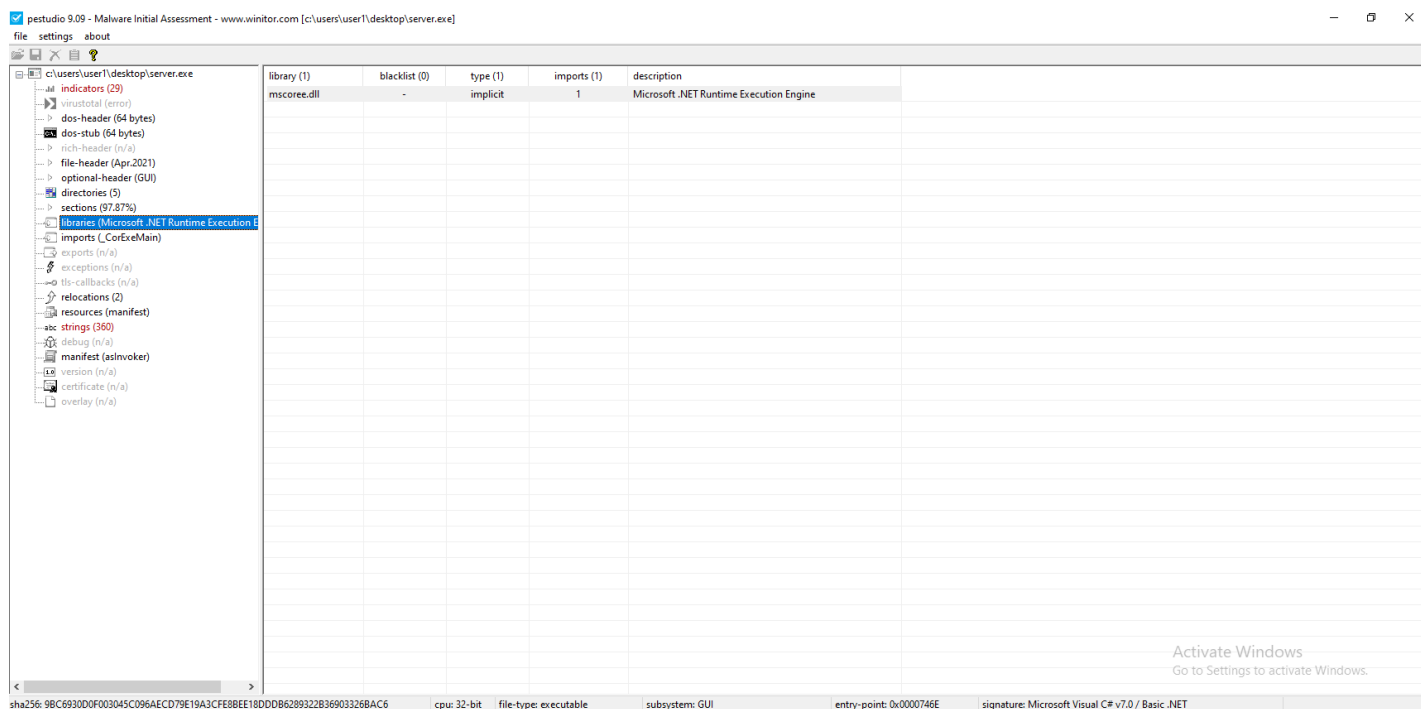 pestudio 9.09 - Malware Initial Assessment - www.winitor.com [c:\users\user1\desktop\server.exe]
file settings about
c:\users\user1\desktop\server.exe
indicators (29)
virustotal (error)
dos-header (64 bytes)
dos-stub (64 bytes)
rich-header (n/a)
file-header (Apr.2021)
optional-header (GUI)
directories (5)
sections (97.87%)
libraries (Microsoft .NET Runtime Execution E
imports (_CorExeMain)
exports (n/a)
exceptions (n/a)
tls-callbacks (n/a)
relocations (2)
resources (manifest)
abc strings (360)
debug (n/a)
manifest (asInvoker)
1.0 version (n/a)
certificate (n/a)
overlay (n/a)
library (1) blacklist (0) type (1) imports (1) description
mscoree.dll - implicit 1 Microsoft .NET Runtime Execution Engine
Activate Windows
Go to Settings to activate Windows.
sha256: 9BC6930D0F003045C096AECD79E19A3CFE8BEE18DDDB6289322B36903326BAC6 cpu: 32-bit file-type: executable subsystem: GUI entry-point: 0x0000746E signature: Microsoft Visual C# v7.0 / Basic .NET